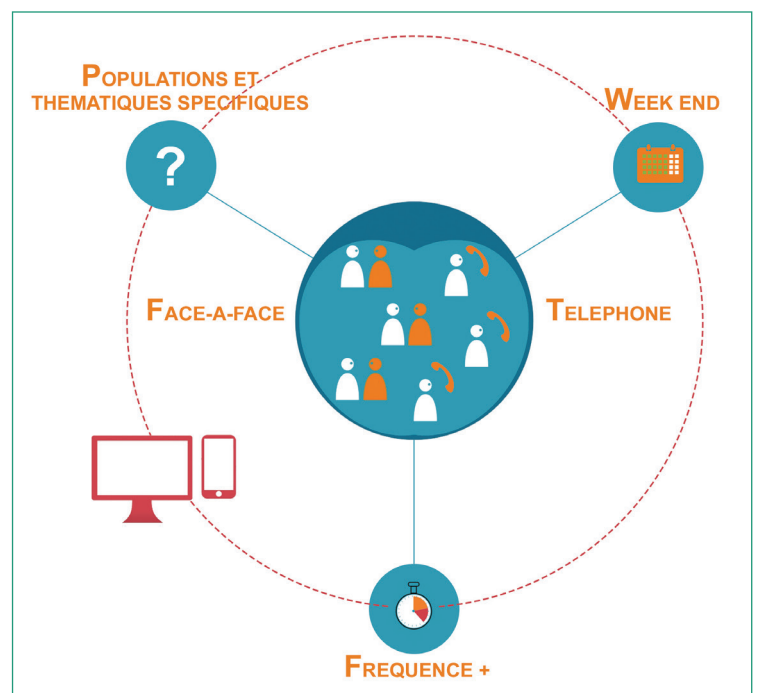 POPULATIONS ET
THEMATIQUES SPECIFIQUES
WEEK END
?
FACE-A-FACE
TELEPHONE
FREQUENCE +